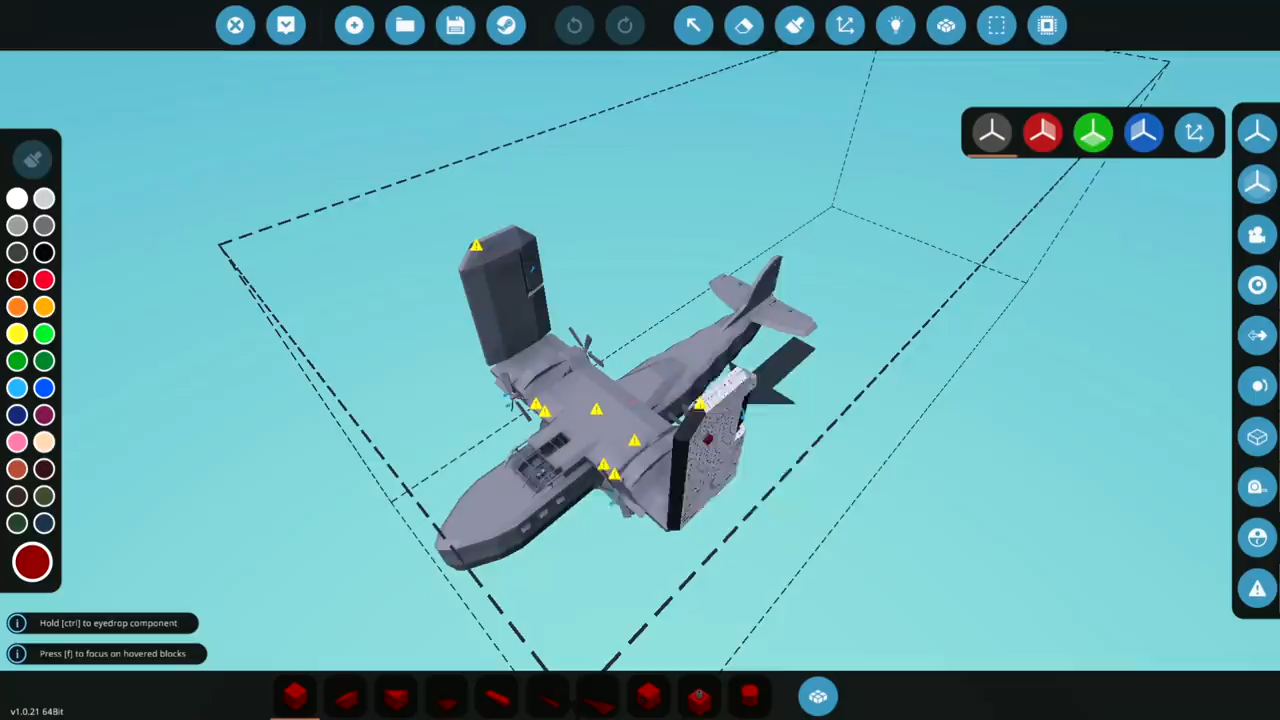 Hold [ctrl] to eyedrop component
Press [f] to focus on hovered blocks
v1.0.21 64Bit